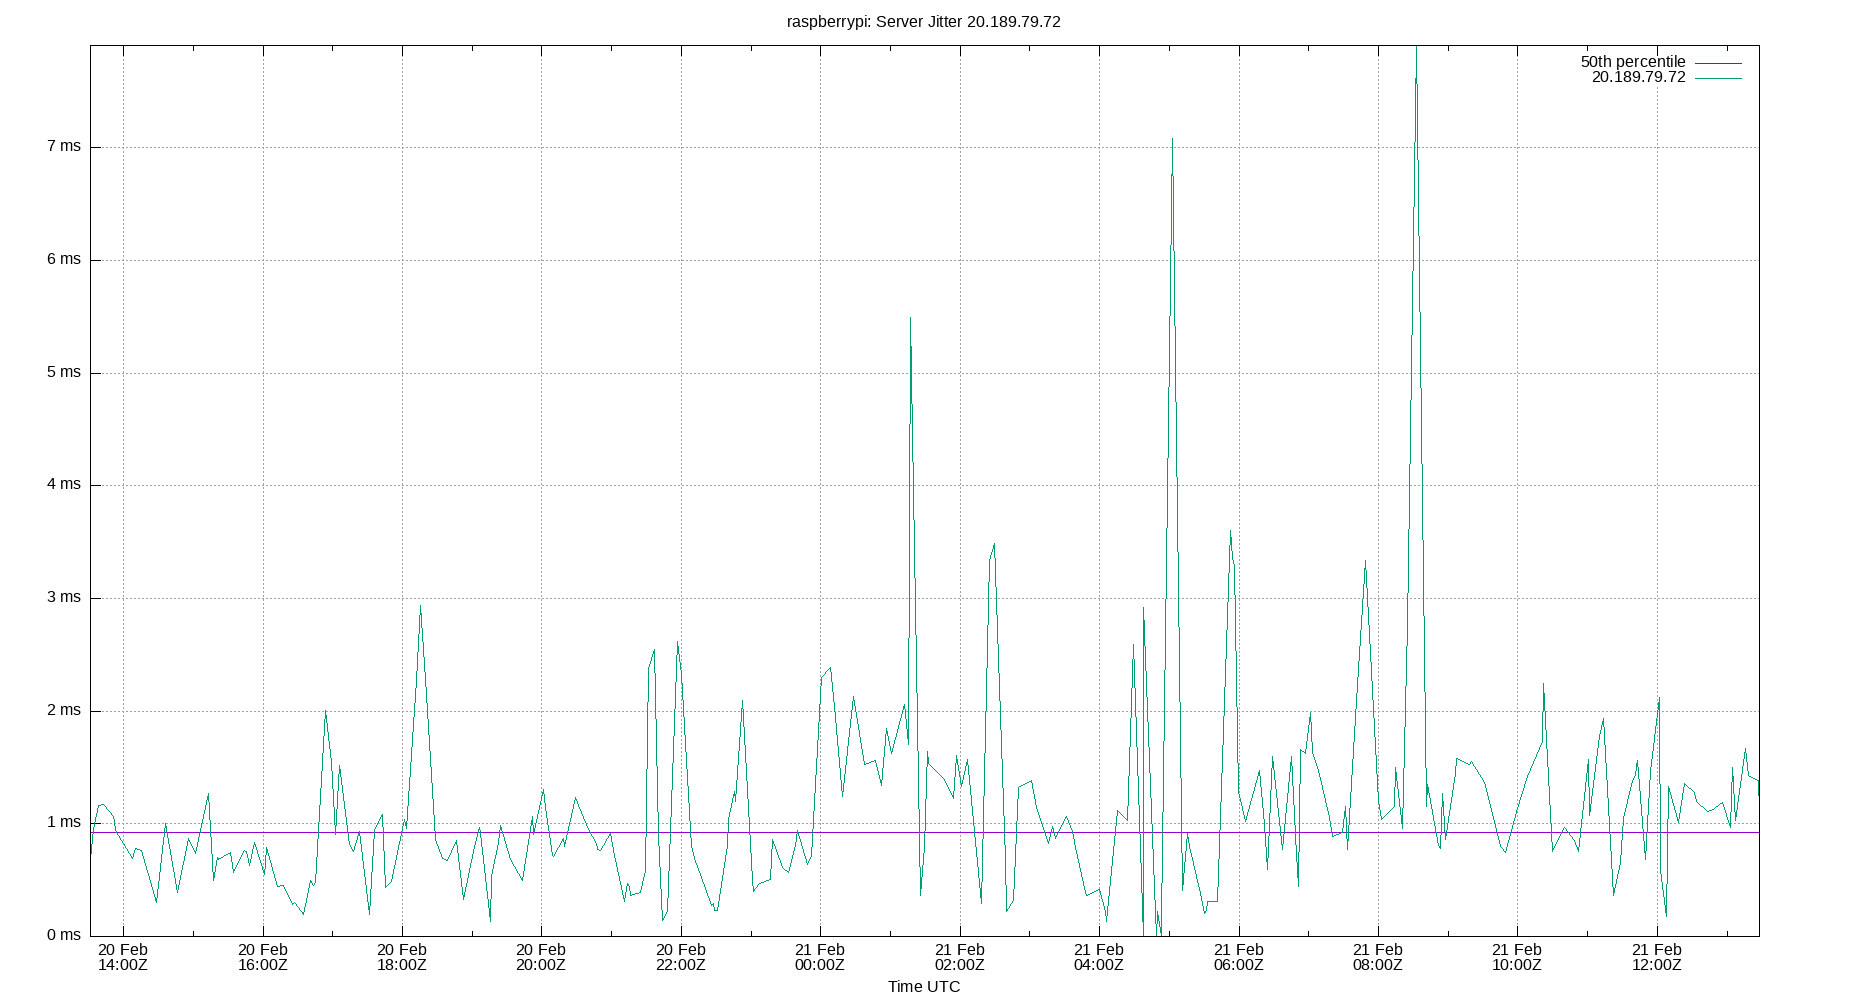 raspberrypi: Server Jitter 20.189.79.72
50th percentile
20.189.79.72
7 ms
6 ms
5 ms
4 ms
3 ms
2 ms
1 ms
0 ms
20 Feb 20 Feb 20 Feb 20 Feb 20 Feb 21 Feb 21 Feb 21 Feb 21 Feb 21 Feb 21 Feb 21 Feb
14:00Z 16:00Z 18:00Z 20:00Z 22:00Z 00:00Z 02:00Z 04:00Z 06:00Z 08:00Z 10:00Z 12:00Z
Time UTC